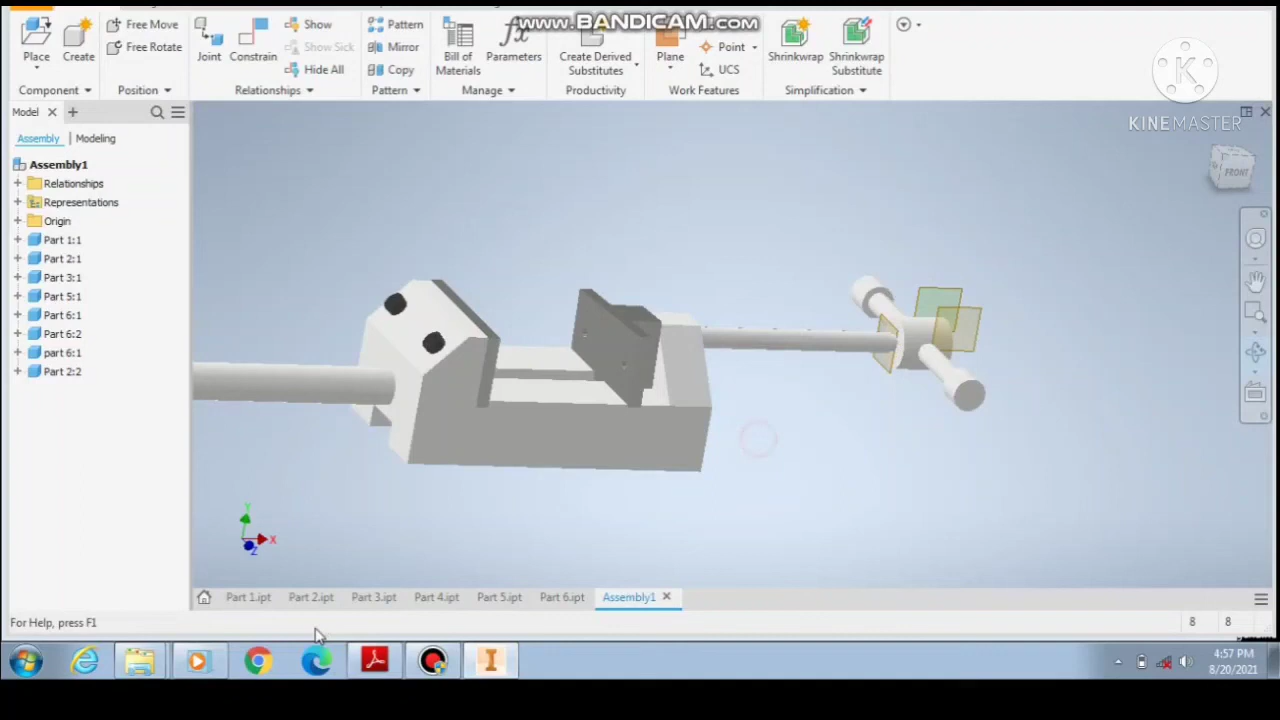 www.BANDICAM.com
K
KINEMASTER
Place
Create
Free Move
Free Rotate
Component
Position
Joint
Constrain
Show
Show Sick
Hide All
Relationships
Pattern
Mirror
Copy
Pattern
Bill of
Materials
Parameters
Manage
Create Derived
Substitutes
Productivity
Plane
Point
UCS
Work Features
Shrinkwrap
Shrinkwrap
Substitute
Simplification
Model
Assembly | Modeling
Assembly1
Relationships
Representations
Origin
Part 1:1
Part 2:1
Part 3:1
Part 5:1
Part 6:1
Part 6:2
part 6:1
Part 2:2
FRONT
Y
X
Z
Part 1.ipt
Part 2.ipt
Part 3.ipt
Part 4.ipt
Part 5.ipt
Part 6.ipt
Assembly1
For Help, press F1
8
8
4:57 PM
8/20/2021